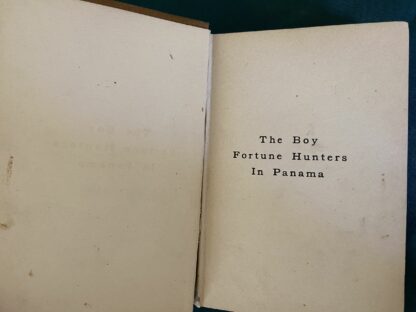 The Boy
Fortune Hunters
In Panama